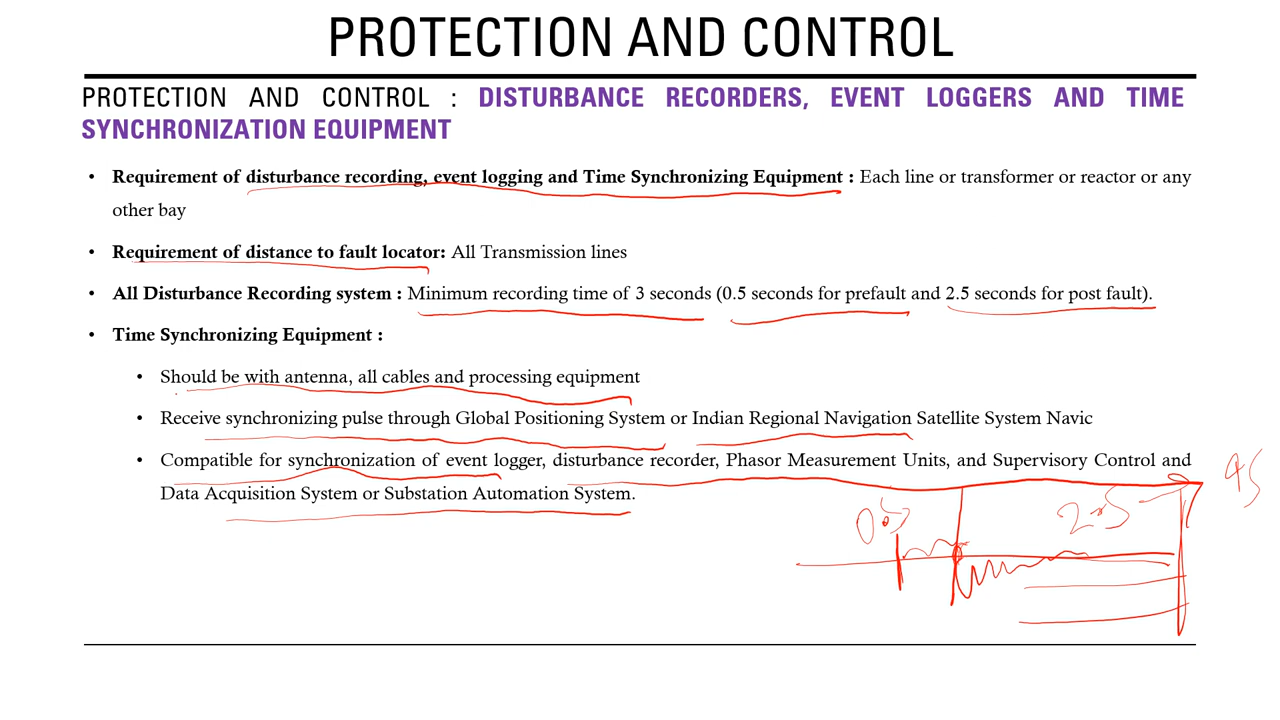 PROTECTION AND CONTROL
PROTECTION AND CONTROL : DISTURBANCE RECORDERS, EVENT LOGGERS AND TIME
SYNCHRONIZATION EQUIPMENT
• Requirement of disturbance recording, event logging and Time Synchronizing Equipment : Each line or transformer or reactor or any
other bay
• Requirement of distance to fault locator: All Transmission lines
• All Disturbance Recording system : Minimum recording time of 3 seconds (0.5 seconds for prefault and 2.5 seconds for post fault).
• Time Synchronizing Equipment :
• Should be with antenna, all cables and processing equipment
• Receive synchronizing pulse through Global Positioning System or Indian Regional Navigation Satellite System Navic
• Compatible for synchronization of event logger, disturbance recorder, Phasor Measurement Units, and Supervisory Control and
Data Acquisition System or Substation Automation System.
0.5
2.5